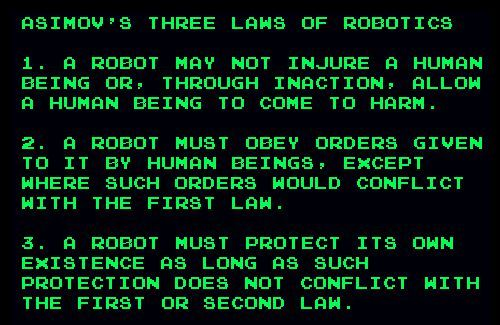 ASIMOV'S THREE LAWS OF ROBOTICS
1. A ROBOT MAY NOT INJURE A HUMAN
BEING OR, THROUGH INACTION, ALLOW
A HUMAN BEING TO COME TO HARM.
2. A ROBOT MUST OBEY ORDERS GIVEN
TO IT BY HUMAN BEINGS, EXCEPT
WHERE SUCH ORDERS WOULD CONFLICT
WITH THE FIRST LAW.
3. A ROBOT MUST PROTECT ITS OWN
EXISTENCE AS LONG AS SUCH
PROTECTION DOES NOT CONFLICT WITH
THE FIRST OR SECOND LAW.